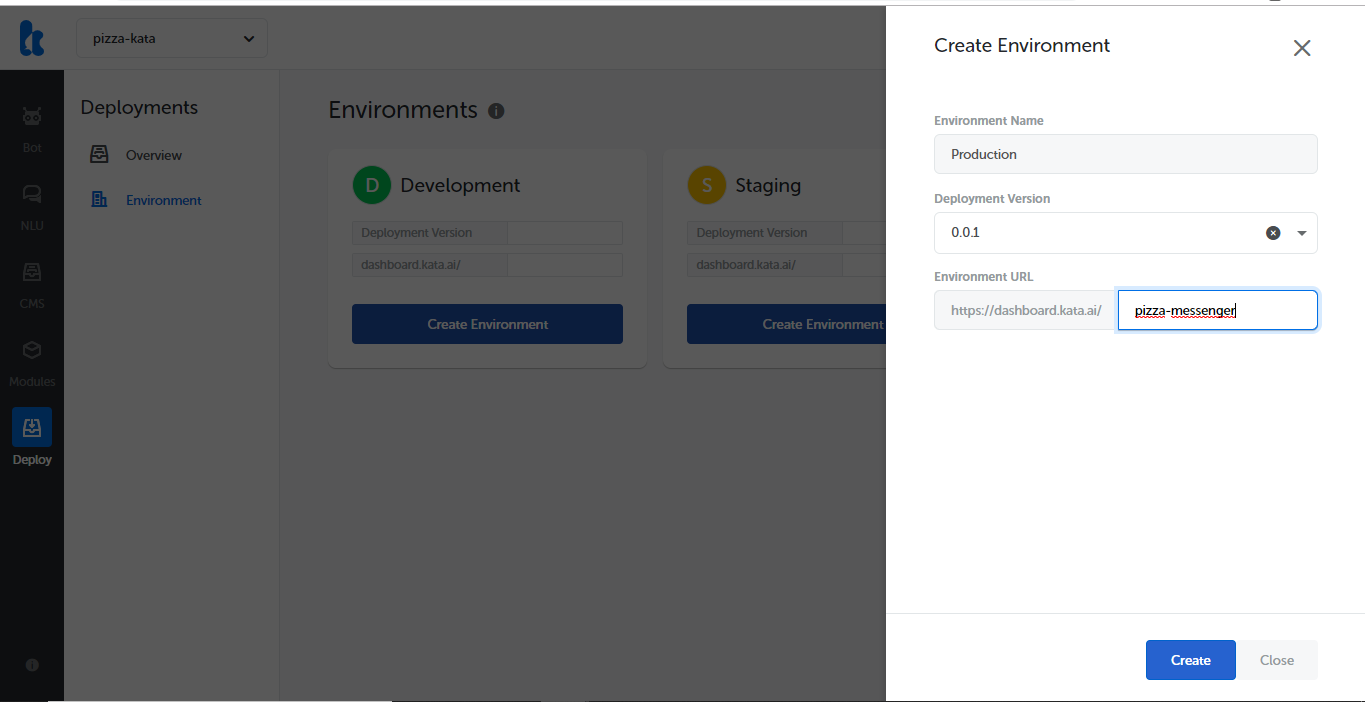 pizza-kata
Bot
NLU
CMS
Modules
Deploy
Deployments
Overview
Environment
Environments
D Development
Deployment Version
dashboard.kata.ai/
Create Environment
S Staging
Deployment Version
dashboard.kata.ai/
Create Environment
Create Environment
Environment Name
Production
Deployment Version
0.0.1
Environment URL
https://dashboard.kata.ai/ pizza-messenger
Create Close